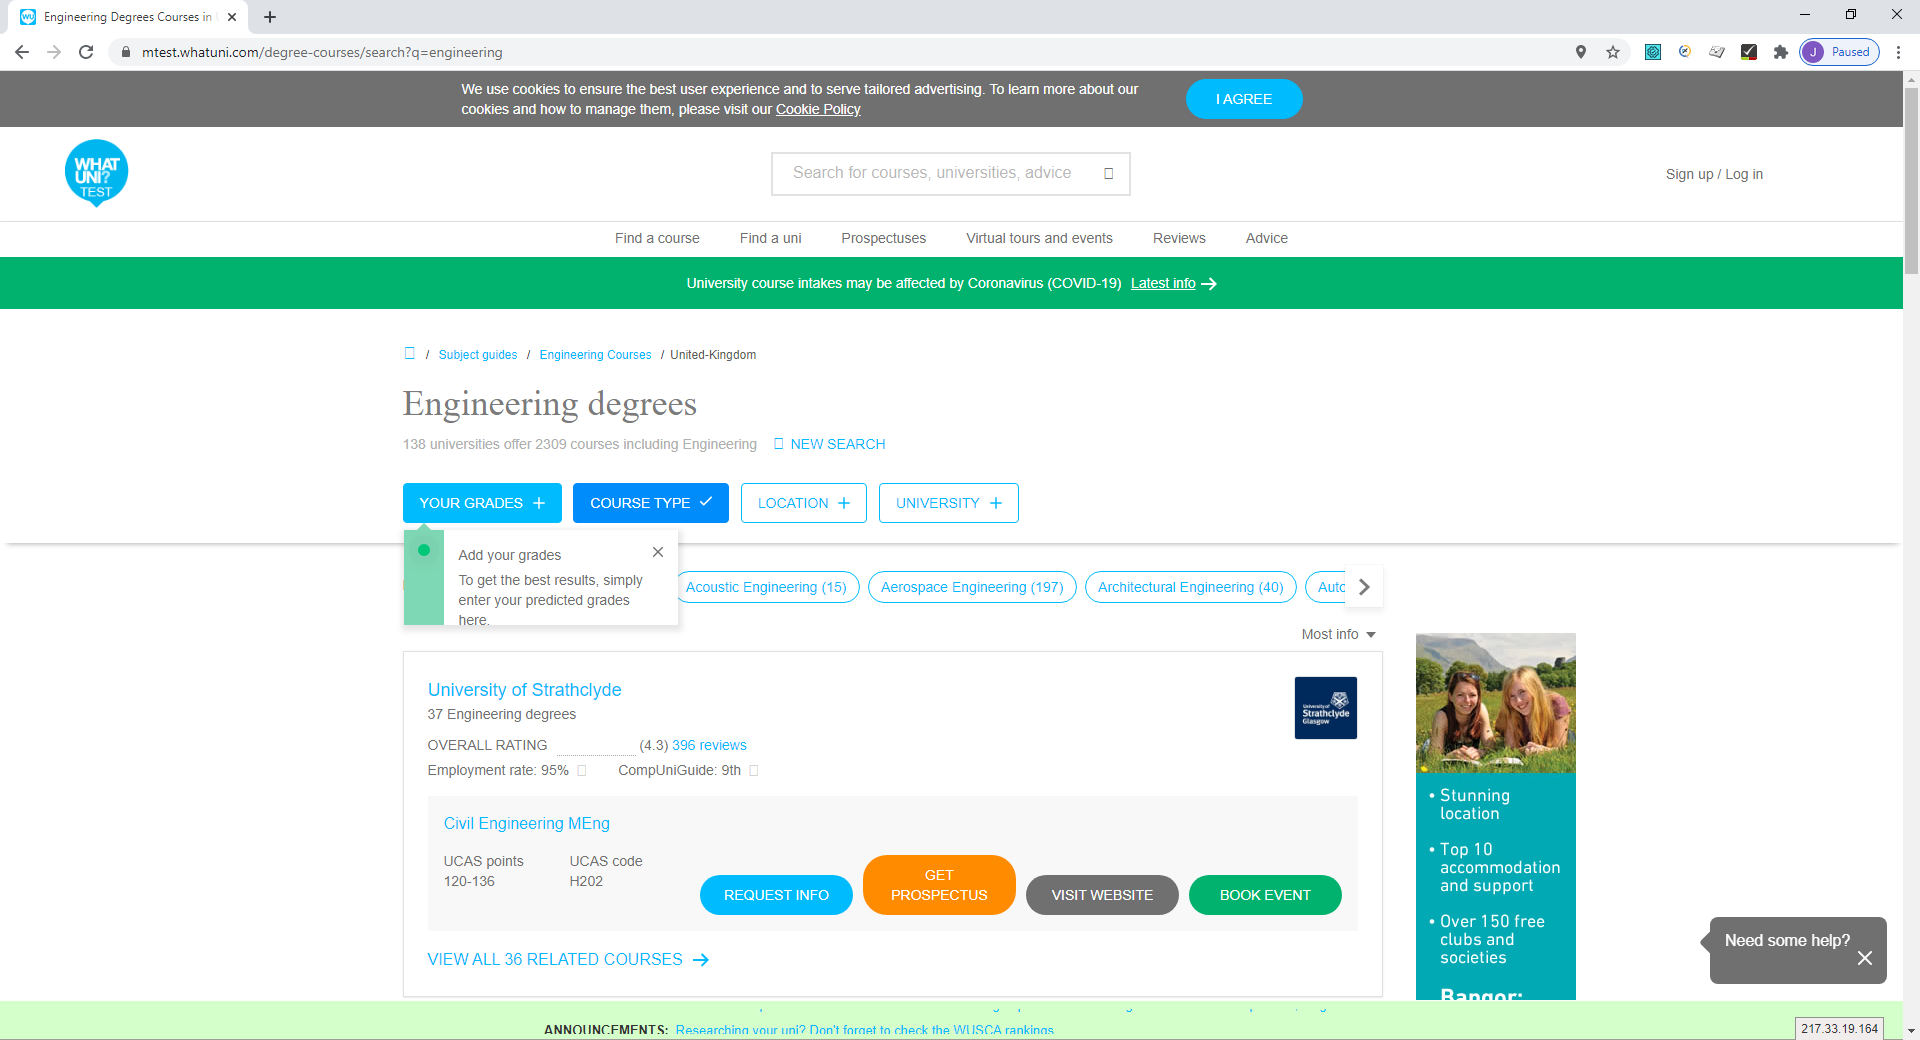 Engineering Degrees Courses in
mtest.whatuni.com/degree-courses/search?q=engineering
J Paused
We use cookies to ensure the best user experience and to serve tailored advertising. To learn more about our
cookies and how to manage them, please visit our Cookie Policy
I AGREE
WHAT
UNI?
TEST
Search for courses, universities, advice
Sign up / Log in
Find a course
Find a uni
Prospectuses
Virtual tours and events
Reviews
Advice
University course intakes may be affected by Coronavirus (COVID-19) Latest info
/ Subject guides / Engineering Courses / United-Kingdom
Engineering degrees
138 universities offer 2309 courses including Engineering
NEW SEARCH
YOUR GRADES
COURSE TYPE
LOCATION
UNIVERSITY
Add your grades
To get the best results, simply
enter your predicted grades
here.
Acoustic Engineering (15)
Aerospace Engineering (197)
Architectural Engineering (40)
Auto
Most info
University of Strathclyde
37 Engineering degrees
OVERALL RATING (4.3) 396 reviews
Employment rate: 95%
CompUniGuide: 9th
University of
Strathclyde
Glasgow
Civil Engineering MEng
UCAS points
120-136
UCAS code
H202
REQUEST INFO
GET
PROSPECTUS
VISIT WEBSITE
BOOK EVENT
VIEW ALL 36 RELATED COURSES
• Stunning
location
• Top 10
accommodation
and support
• Over 150 free
clubs and
societies
Bangor:
Need some help?
ANNOUNCEMENTS: Researching your uni? Don't forget to check the WUSCA rankings
217.33.19.164